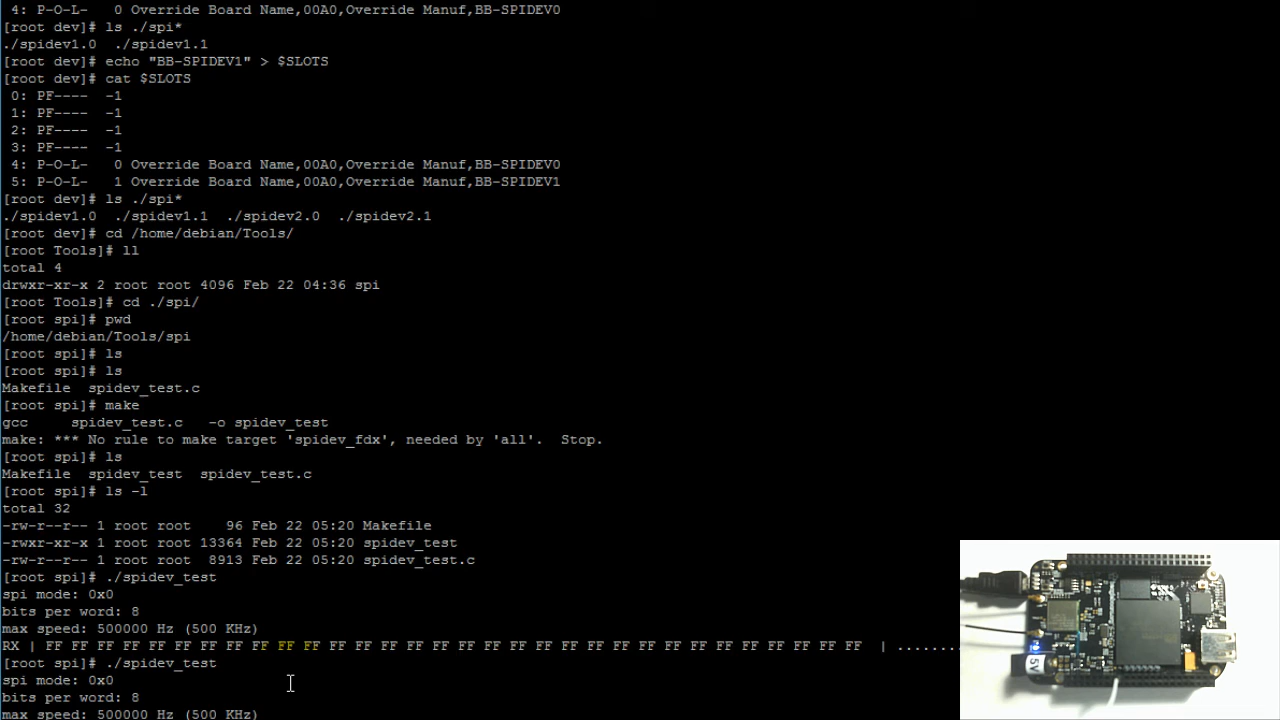 4: P-O-L-   0 Override Board Name,00A0,Override Manuf,BB-SPIDEV0
[root dev]# ls ./spi*
./spidev1.0  ./spidev1.1
[root dev]# echo "BB-SPIDEV1" > $SLOTS
[root dev]# cat $SLOTS
0: PF----  -1
1: PF----  -1
2: PF----  -1
3: PF----  -1
4: P-O-L-   0 Override Board Name,00A0,Override Manuf,BB-SPIDEV0
5: P-O-L-   1 Override Board Name,00A0,Override Manuf,BB-SPIDEV1
[root dev]# ls ./spi*
./spidev1.0  ./spidev1.1  ./spidev2.0  ./spidev2.1
[root dev]# cd /home/debian/Tools/
[root Tools]# ll
total 4
drwxr-xr-x 2 root root 4096 Feb 22 04:36 spi
[root Tools]# cd ./spi/
[root spi]# pwd
/home/debian/Tools/spi
[root spi]# ls
[root spi]# ls
Makefile  spidev_test.c
[root spi]# make
gcc     spidev_test.c   -o spidev_test
make: *** No rule to make target 'spidev_fdx', needed by 'all'.  Stop.
[root spi]# ls
Makefile  spidev_test  spidev_test.c
[root spi]# ls -l
total 32
-rw-r--r-- 1 root root    96 Feb 22 05:20 Makefile
-rwxr-xr-x 1 root root 13364 Feb 22 05:20 spidev_test
-rw-r--r-- 1 root root  8913 Feb 22 05:20 spidev_test.c
[root spi]# ./spidev_test
spi mode: 0x0
bits per word: 8
max speed: 500000 Hz (500 KHz)
RX | FF FF FF FF FF FF FF FF FF FF FF FF FF FF FF FF FF FF FF FF FF FF FF FF FF FF FF FF FF FF FF FF  | ........
[root spi]# ./spidev_test
spi mode: 0x0
bits per word: 8
max speed: 500000 Hz (500 KHz)
5V